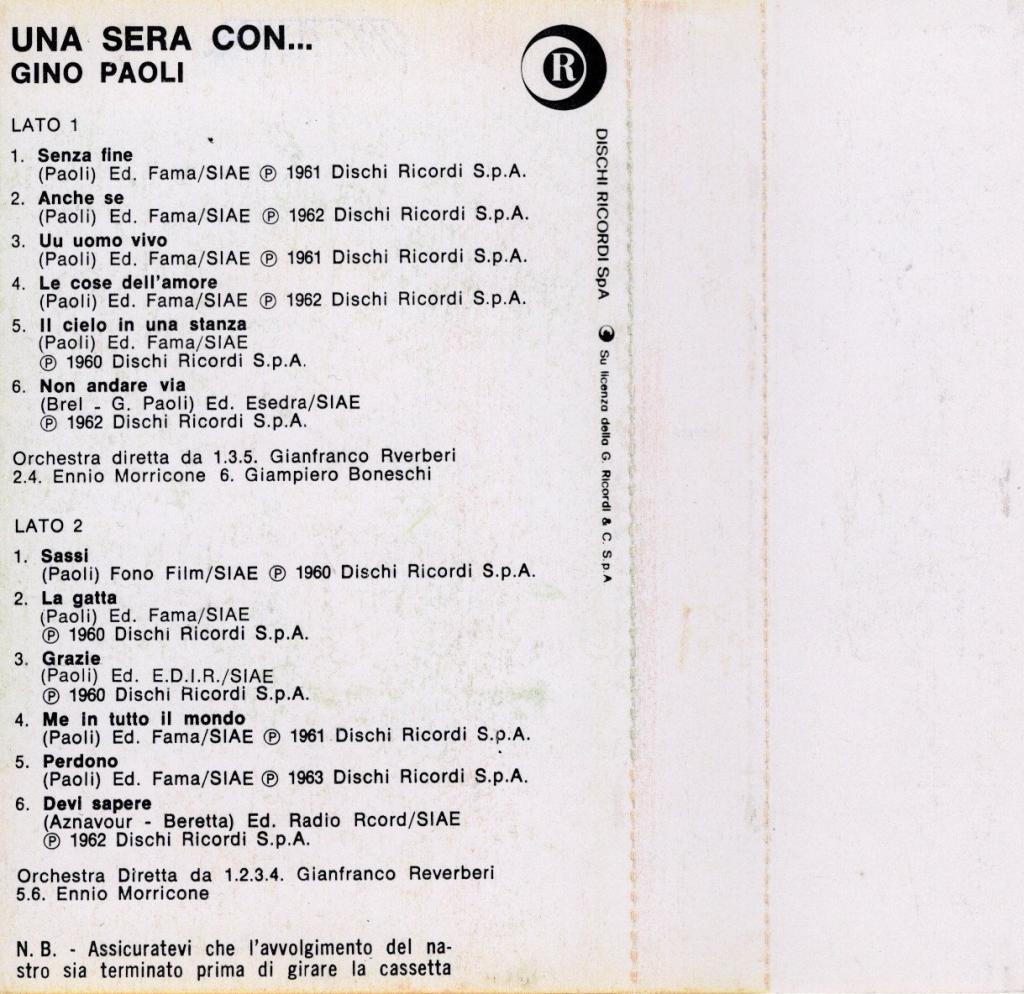 UNA SERA CON...
GINO PAOLI
LATO 1
1. Senza fine
(Paoli) Ed. Fama/SIAE ℗ 1961 Dischi Ricordi S.p.A.
2. Anche se
(Paoli) Ed. Fama/SIAE ℗ 1962 Dischi Ricordi S.p.A.
3. Uu uomo vivo
(Paoli) Ed. Fama/SIAE ℗ 1961 Dischi Ricordi S.p.A.
4. Le cose dell'amore
(Paoli) Ed. Fama/SIAE ℗ 1962 Dischi Ricordi S.p.A.
5. Il cielo in una stanza
(Paoli) Ed. Fama/SIAE
℗ 1960 Dischi Ricordi S.p.A.
6. Non andare via
(Brel - G. Paoli) Ed. Esedra/SIAE
℗ 1962 Dischi Ricordi S.p.A.
Orchestra diretta da 1.3.5. Gianfranco Rverberi
2.4. Ennio Morricone 6. Giampiero Boneschi
LATO 2
1. Sassi
(Paoli) Fono Film/SIAE ℗ 1960 Dischi Ricordi S.p.A.
2. La gatta
(Paoli) Ed. Fama/SIAE
℗ 1960 Dischi Ricordi S.p.A.
3. Grazie
(Paoli) Ed. E.D.I.R./SIAE
℗ 1960 Dischi Ricordi S.p.A.
4. Me in tutto il mondo
(Paoli) Ed. Fama/SIAE ℗ 1961 Dischi Ricordi S.p.A.
5. Perdono
(Paoli) Ed. Fama/SIAE ℗ 1963 Dischi Ricordi S.p.A.
6. Devi sapere
(Aznavour - Beretta) Ed. Radio Rcord/SIAE
℗ 1962 Dischi Ricordi S.p.A.
Orchestra Diretta da 1.2.3.4. Gianfranco Reverberi
5.6. Ennio Morricone
N. B. - Assicuratevi che l'avvolgimento del na-
stro sia terminato prima di girare la cassetta
R
DISCHI RICORDI SpA Su licenza della G. Ricordi & C. S.p.A